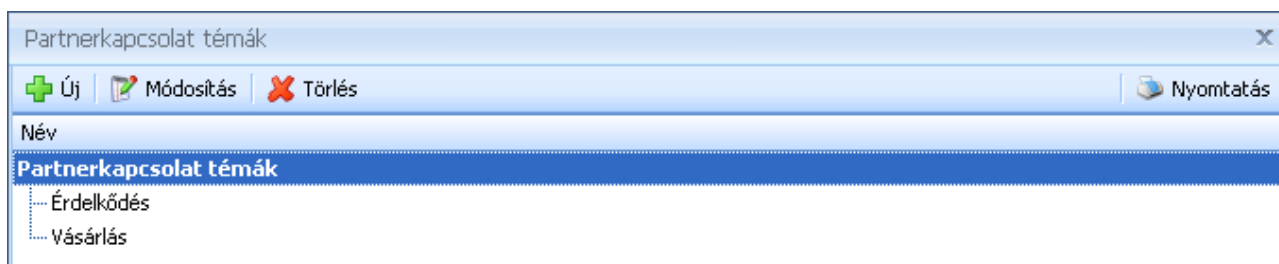 Partnerkapcsolat témák
Új Módosítás Törlés Nyomtatás
Név
Partnerkapcsolat témák
Érdelkődés
Vásárlás